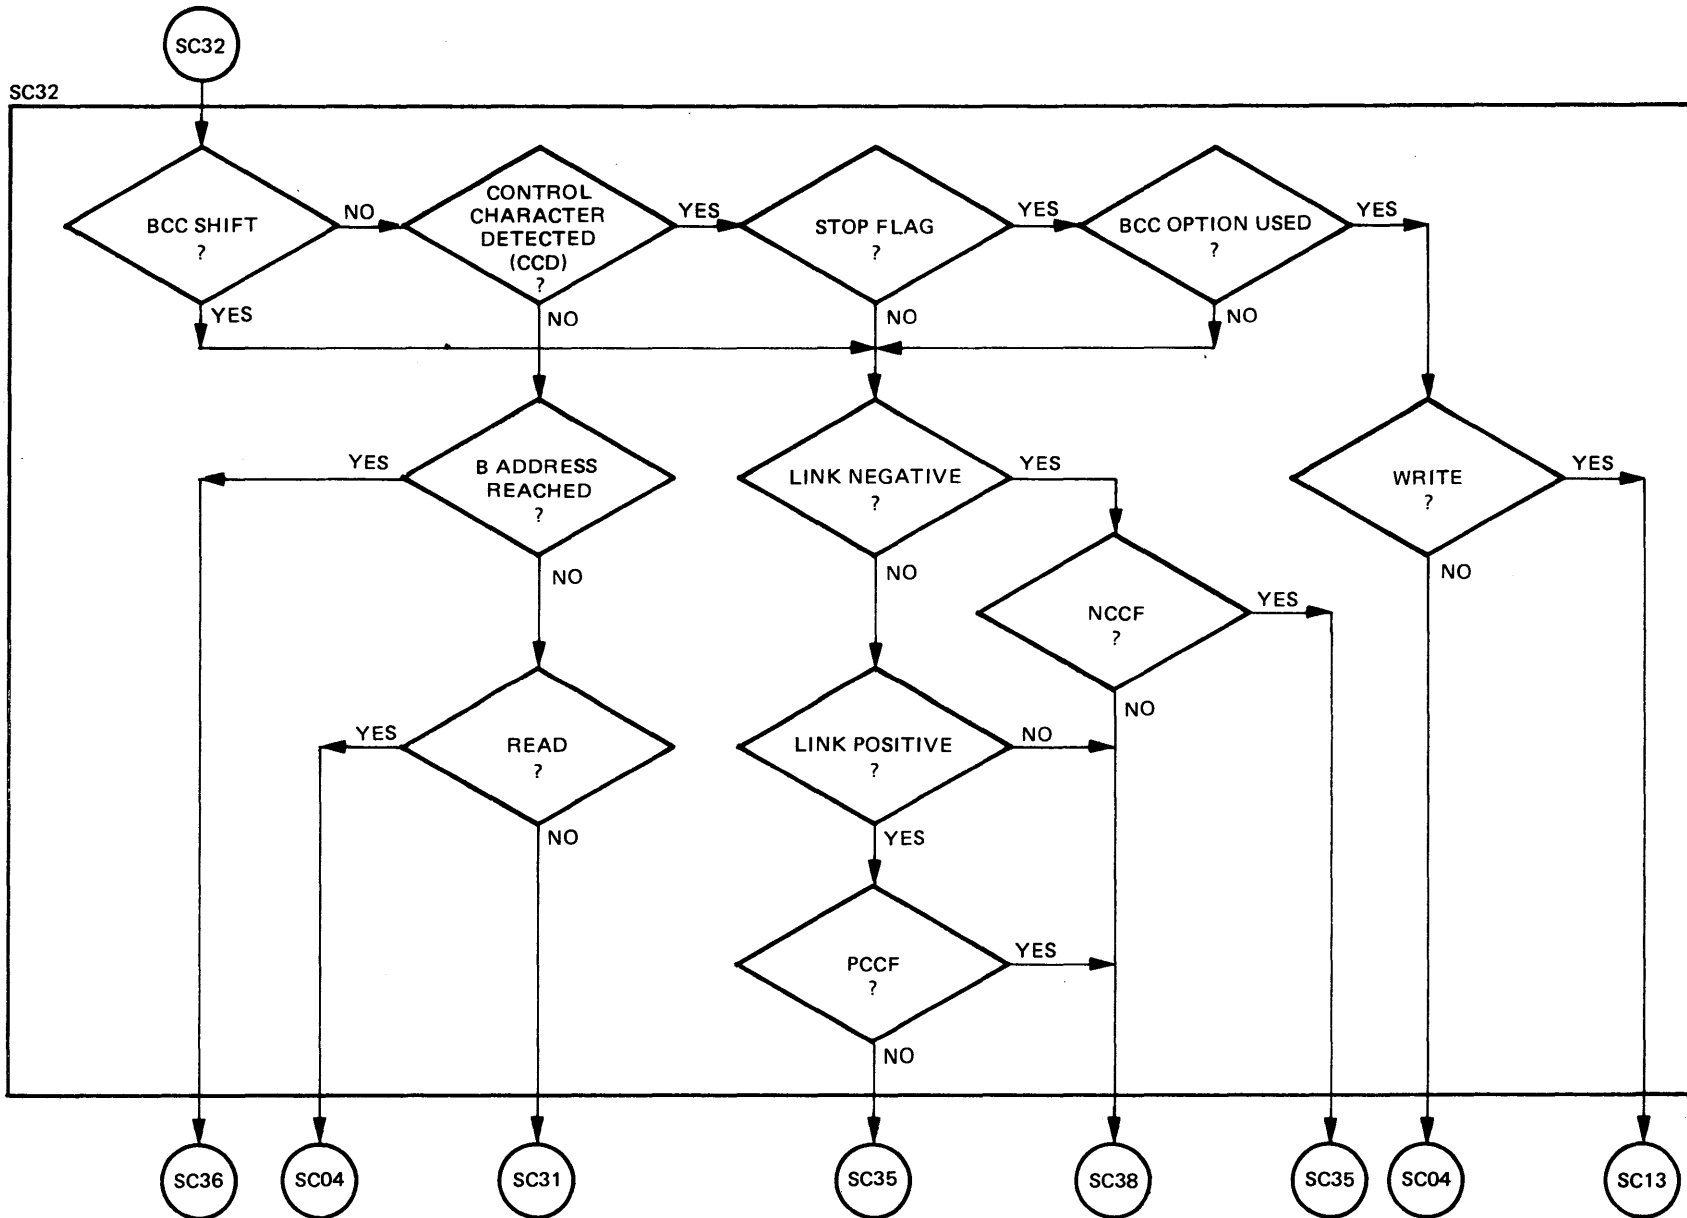 SC32
SC32
BCC SHIFT
?
NO
YES
CONTROL
CHARACTER
DETECTED
(CCD)
?
YES
NO
STOP FLAG
?
YES
NO
BCC OPTION USED
?
YES
NO
B ADDRESS
REACHED
?
YES
NO
LINK NEGATIVE
?
YES
NO
WRITE
?
YES
NO
NCCF
?
YES
NO
READ
?
YES
NO
LINK POSITIVE
?
NO
YES
PCCF
?
YES
NO
SC36
SC04
SC31
SC35
SC38
SC35
SC04
SC13